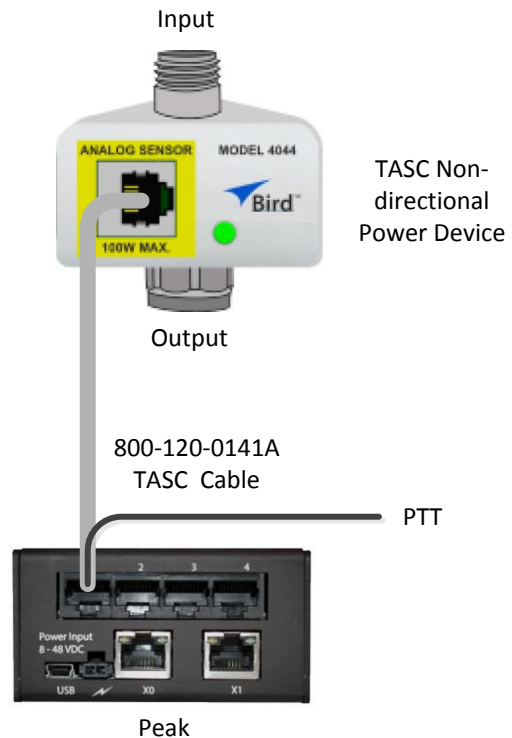 Input
ANALOG SENSOR
MODEL 4044
Bird™
100W MAX.
TASC Non-
directional
Power Device
Output
800-120-0141A
TASC Cable
PTT
2 3 4
Power Input
8 - 48 VDC
USB X0 X1
Peak